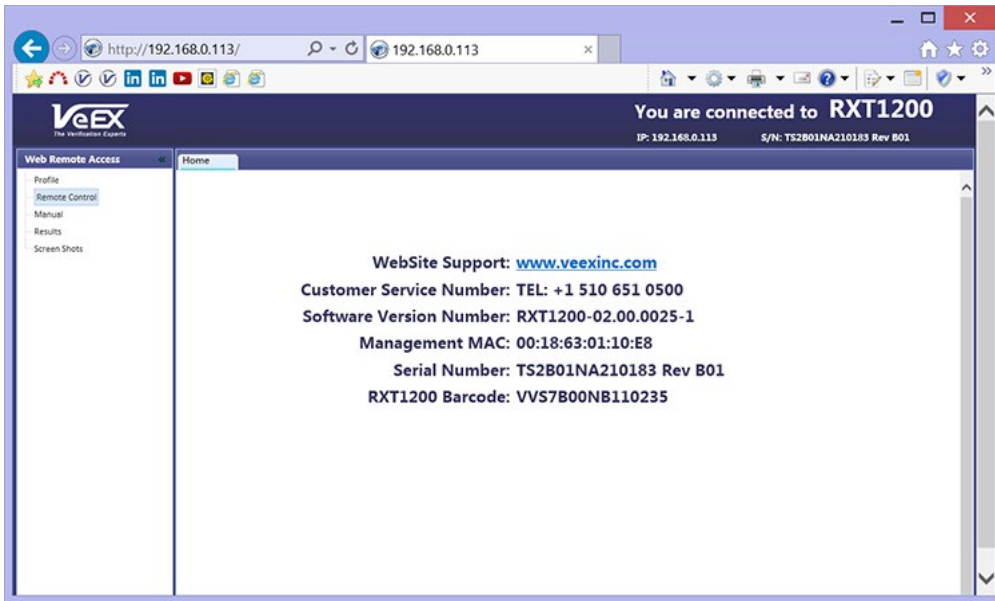 http://192.168.0.113/
192.168.0.113
VeEX
The Verification Experts
You are connected to RXT1200
IP: 192.168.0.113 S/N: TS2B01NA210183 Rev B01
Web Remote Access
Home
Profile
Remote Control
Manual
Results
Screen Shots
WebSite Support: www.veexinc.com
Customer Service Number: TEL: +1 510 651 0500
Software Version Number: RXT1200-02.00.0025-1
Management MAC: 00:18:63:01:10:E8
Serial Number: TS2B01NA210183 Rev B01
RXT1200 Barcode: VVS7B00NB110235